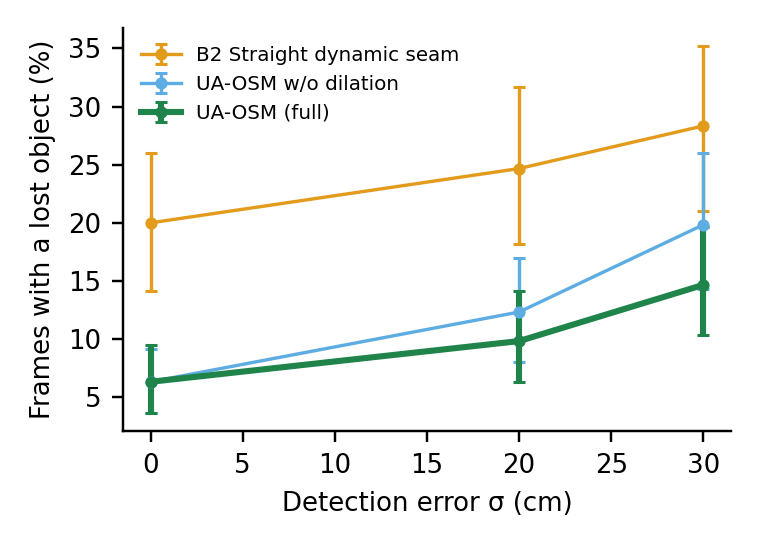 Frames with a lost object (%)
35
30
25
20
15
10
5
B2 Straight dynamic seam
UA-OSM w/o dilation
UA-OSM (full)
0 5 10 15 20 25 30
Detection error σ (cm)